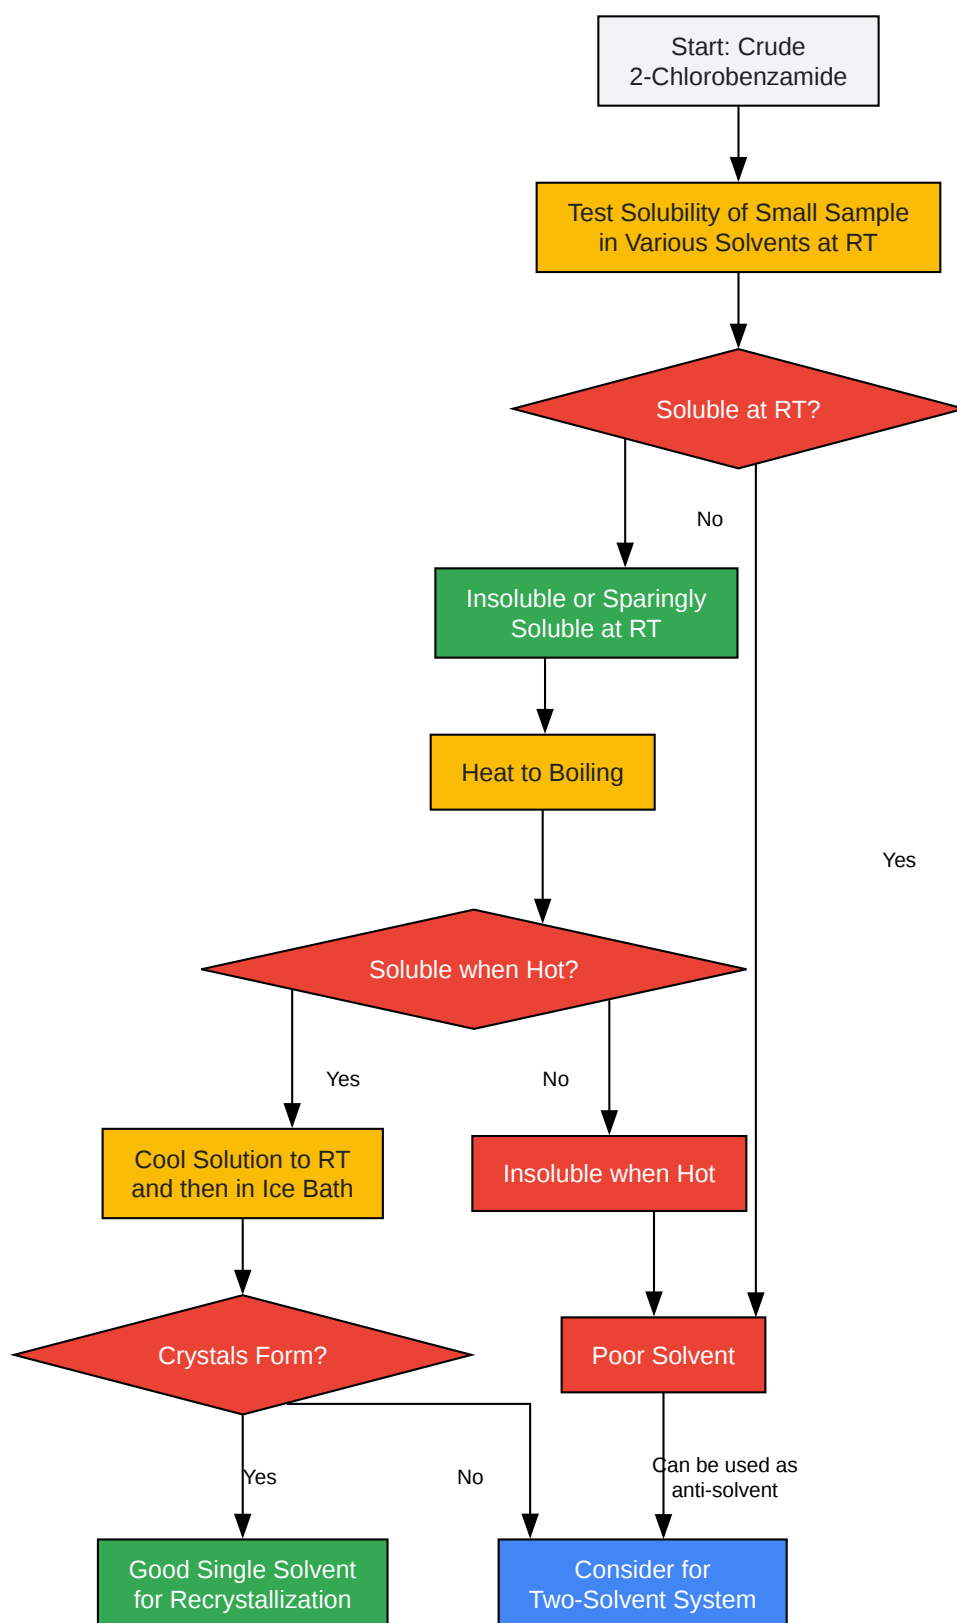 Start: Crude
2-Chlorobenzamide
Test Solubility of Small Sample
in Various Solvents at RT
Soluble at RT?
No
Insoluble or Sparingly
Soluble at RT
Heat to Boiling
Yes
Soluble when Hot?
Yes
No
Cool Solution to RT
and then in Ice Bath
Insoluble when Hot
Crystals Form?
Poor Solvent
Yes
No
Can be used as
anti-solvent
Good Single Solvent
for Recrystallization
Consider for
Two-Solvent System